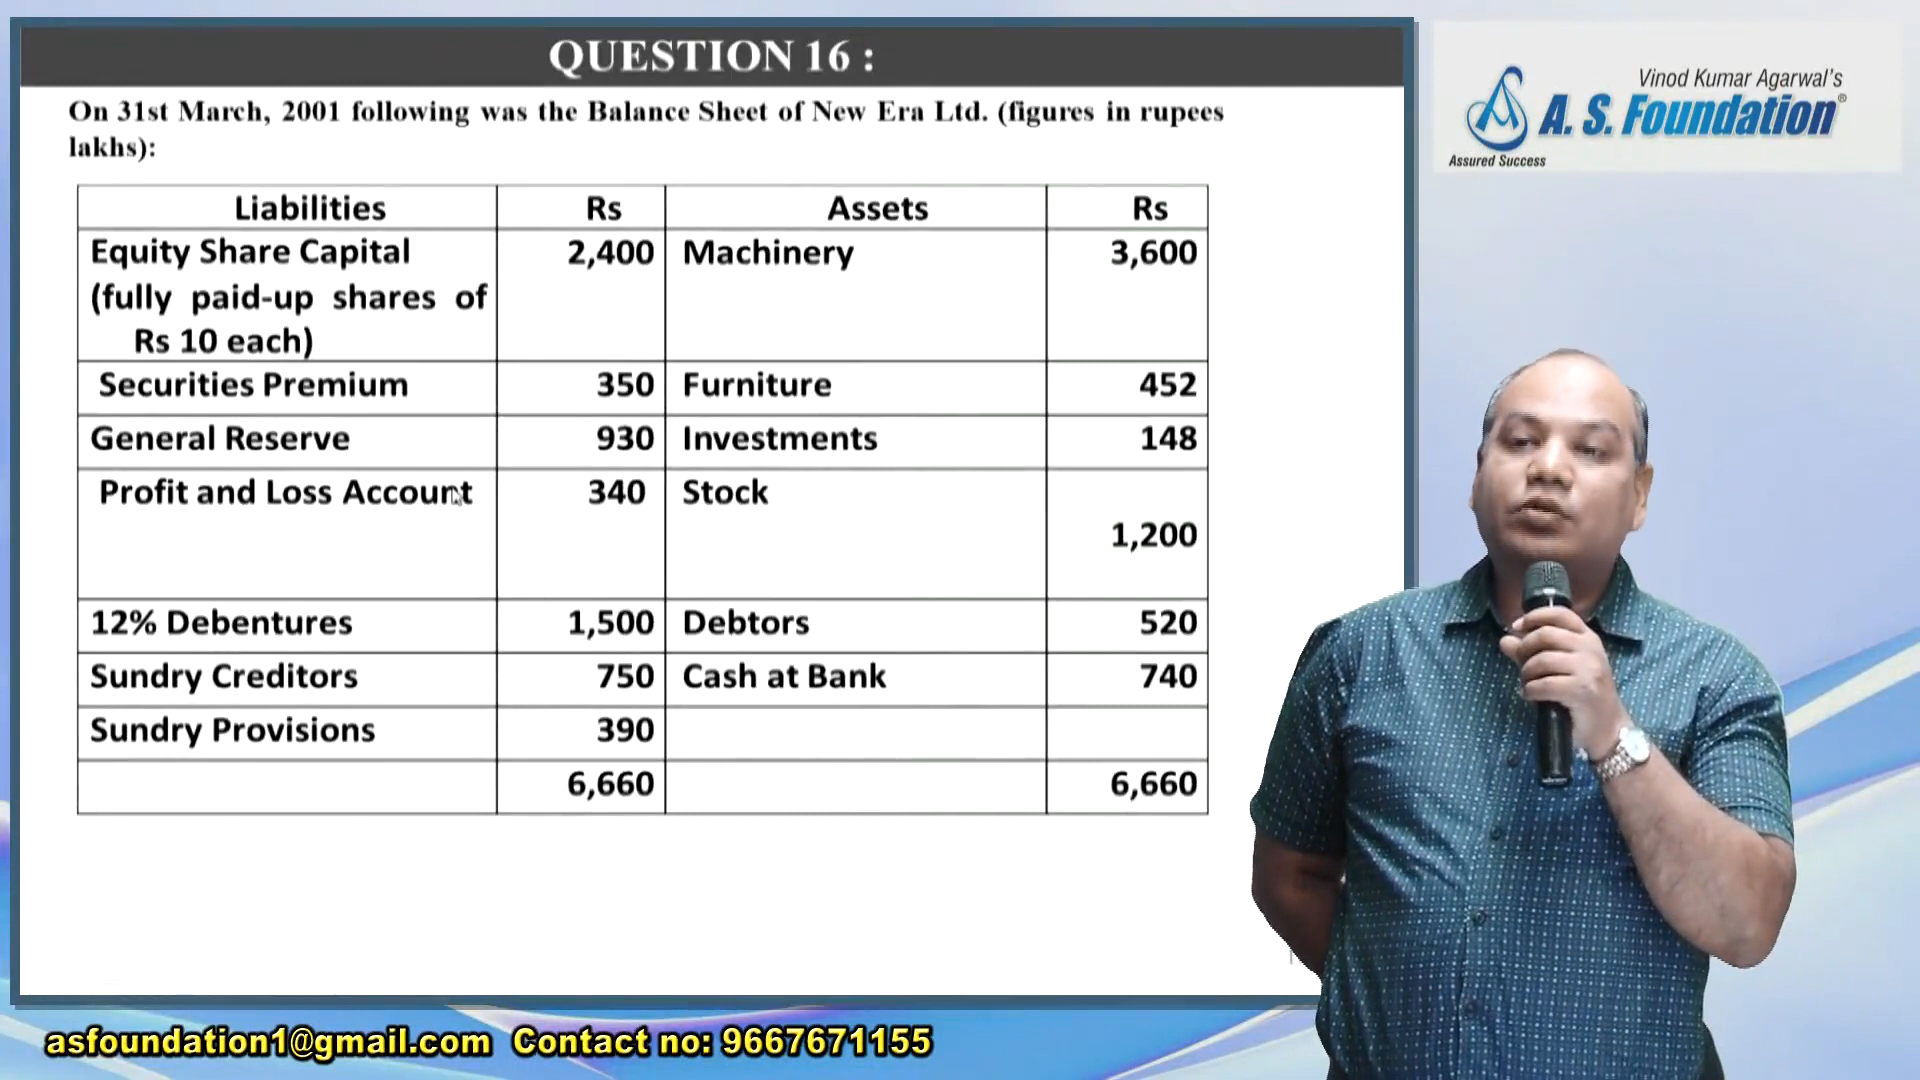 QUESTION 16 :
On 31st March, 2001 following was the Balance Sheet of New Era Ltd. (figures in rupees
lakhs):
Liabilities Rs Assets Rs
Equity Share Capital 2,400 Machinery 3,600
(fully paid-up shares of
Rs 10 each)
Securities Premium 350 Furniture 452
General Reserve 930 Investments 148
Profit and Loss Account 340 Stock
1,200
12% Debentures 1,500 Debtors 520
Sundry Creditors 750 Cash at Bank 740
Sundry Provisions 390
6,660 6,660
Vinod Kumar Agarwal's
A. S. Foundation®
Assured Success
asfoundation1@gmail.com Contact no: 9667671155